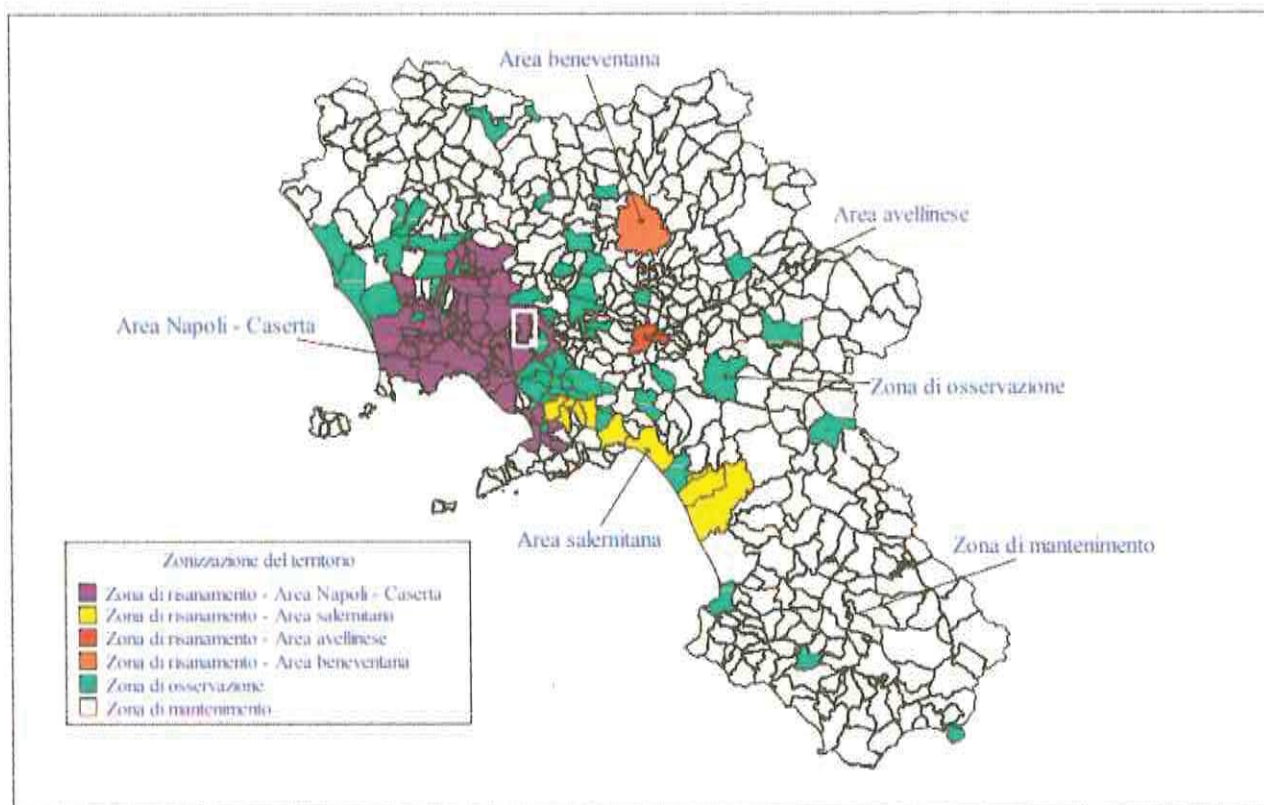 Area beneventana
Area avellinese
Area Napoli - Caserta
Zona di osservazione
Area salernitana
Zona di mantenimento
Zonizzazione del territorio
Zona di risanamento - Area Napoli - Caserta
Zona di risanamento - Area salernitana
Zona di risanamento - Area avellinese
Zona di risanamento - Area beneventana
Zona di osservazione
Zona di mantenimento